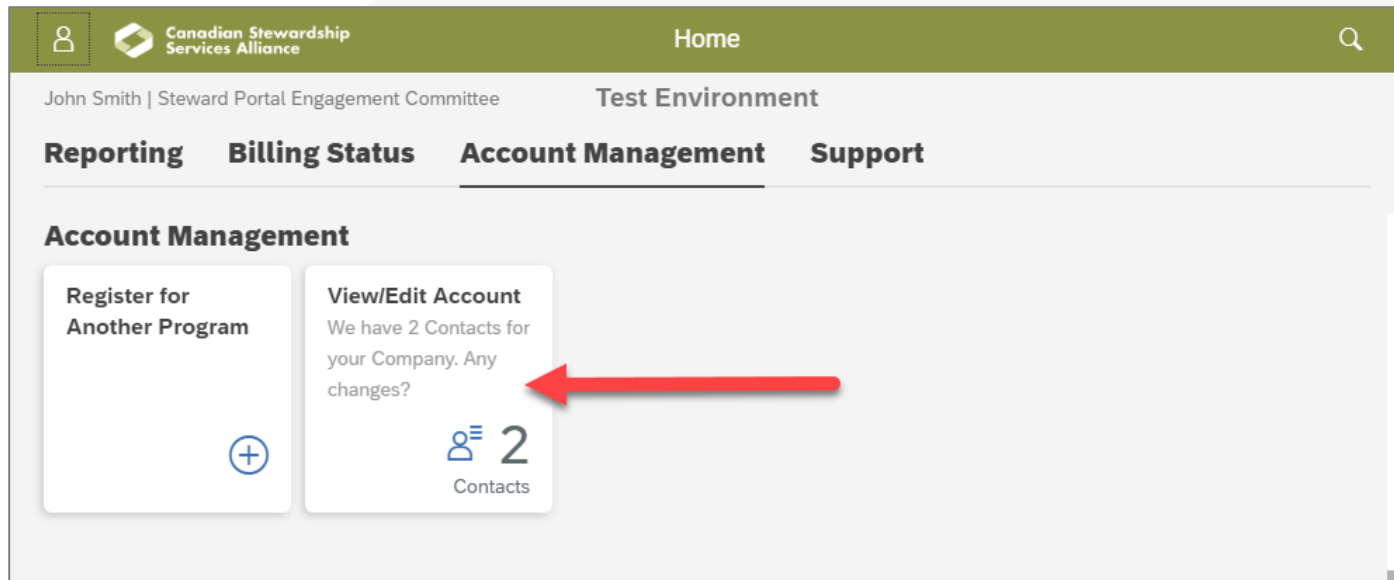 Canadian Stewardship
Services Alliance
Home
John Smith | Steward Portal Engagement Committee
Test Environment
Reporting
Billing Status
Account Management
Support
Account Management
Register for
Another Program
View/Edit Account
We have 2 Contacts for
your Company. Any
changes?
2
Contacts